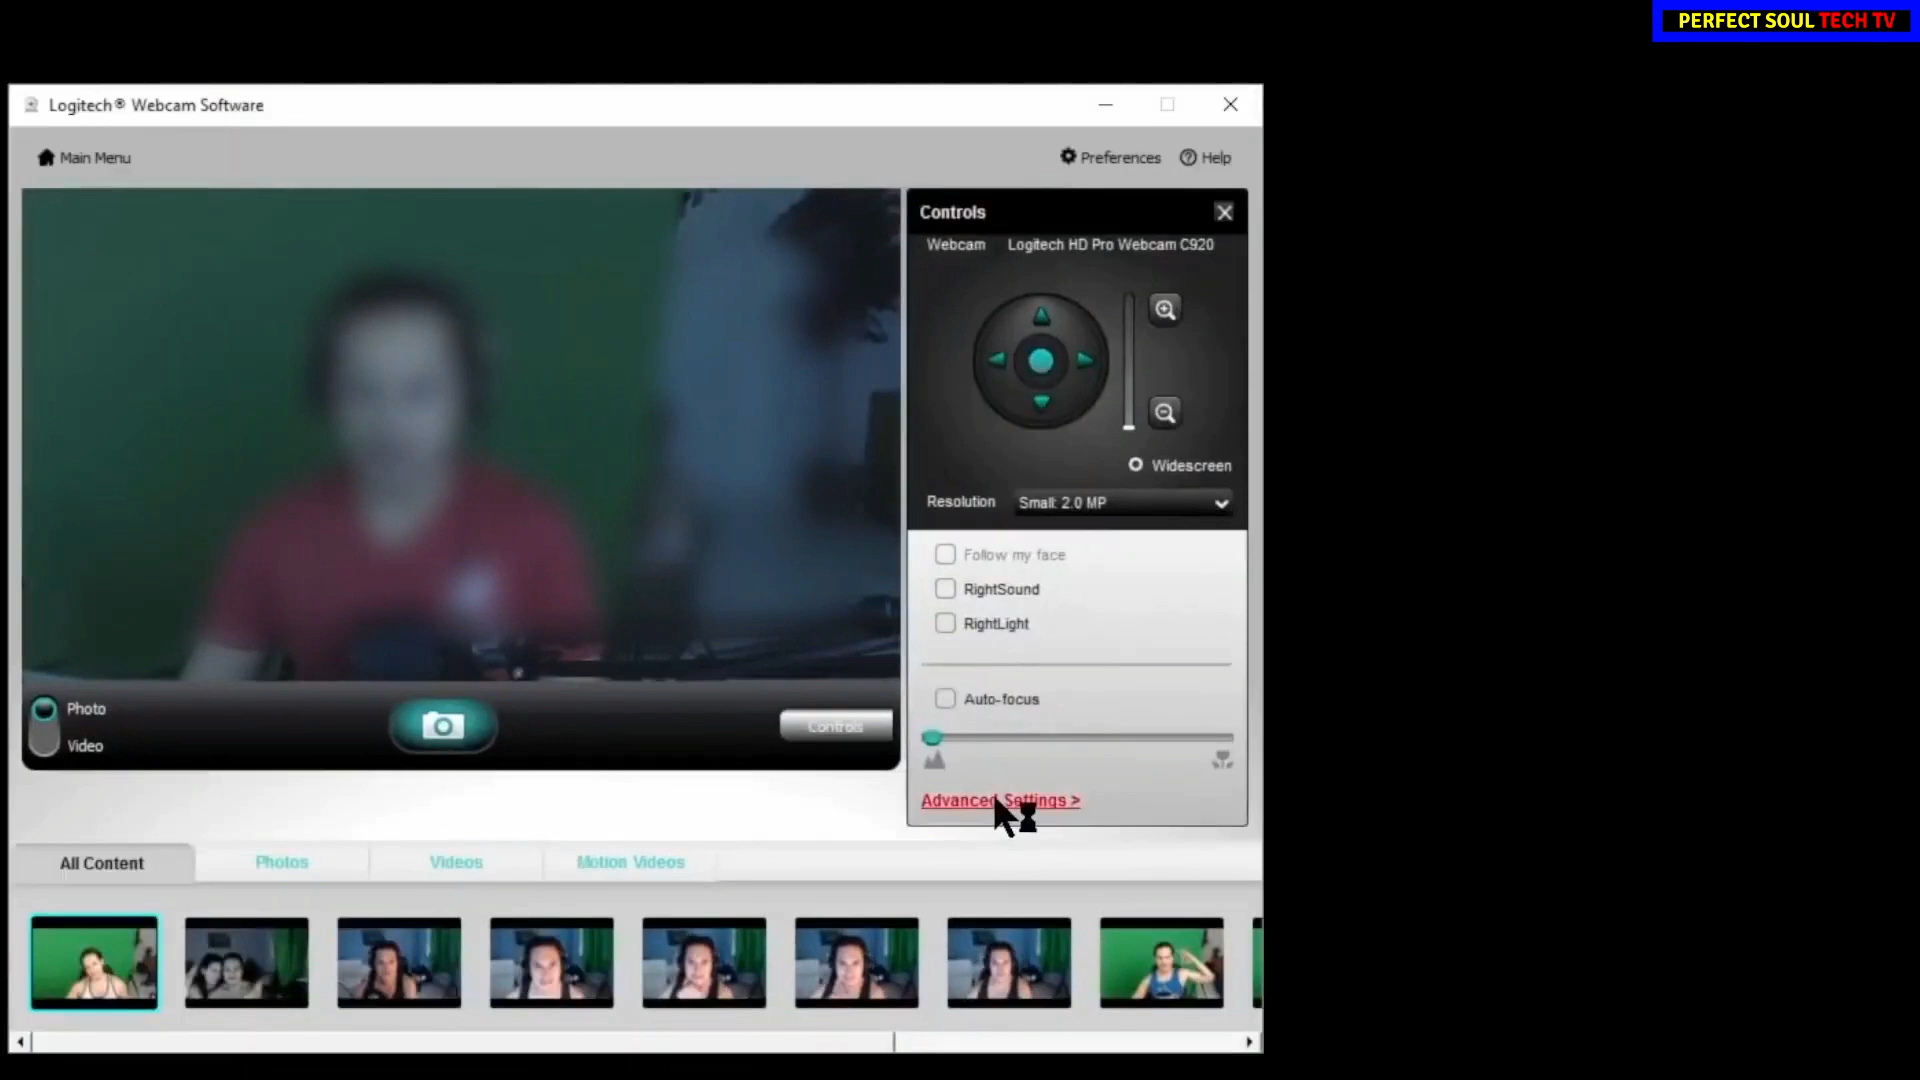 PERFECT SOUL TECH TV
Logitech® Webcam Software
Main Menu
Preferences
Help
Controls
Webcam Logitech HD Pro Webcam C920
Widescreen
Resolution Small: 2.0 MP
Follow my face
RightSound
RightLight
Auto-focus
Advanced Settings >
Photo
Video
Controls
All Content
Photos
Videos
Motion Videos